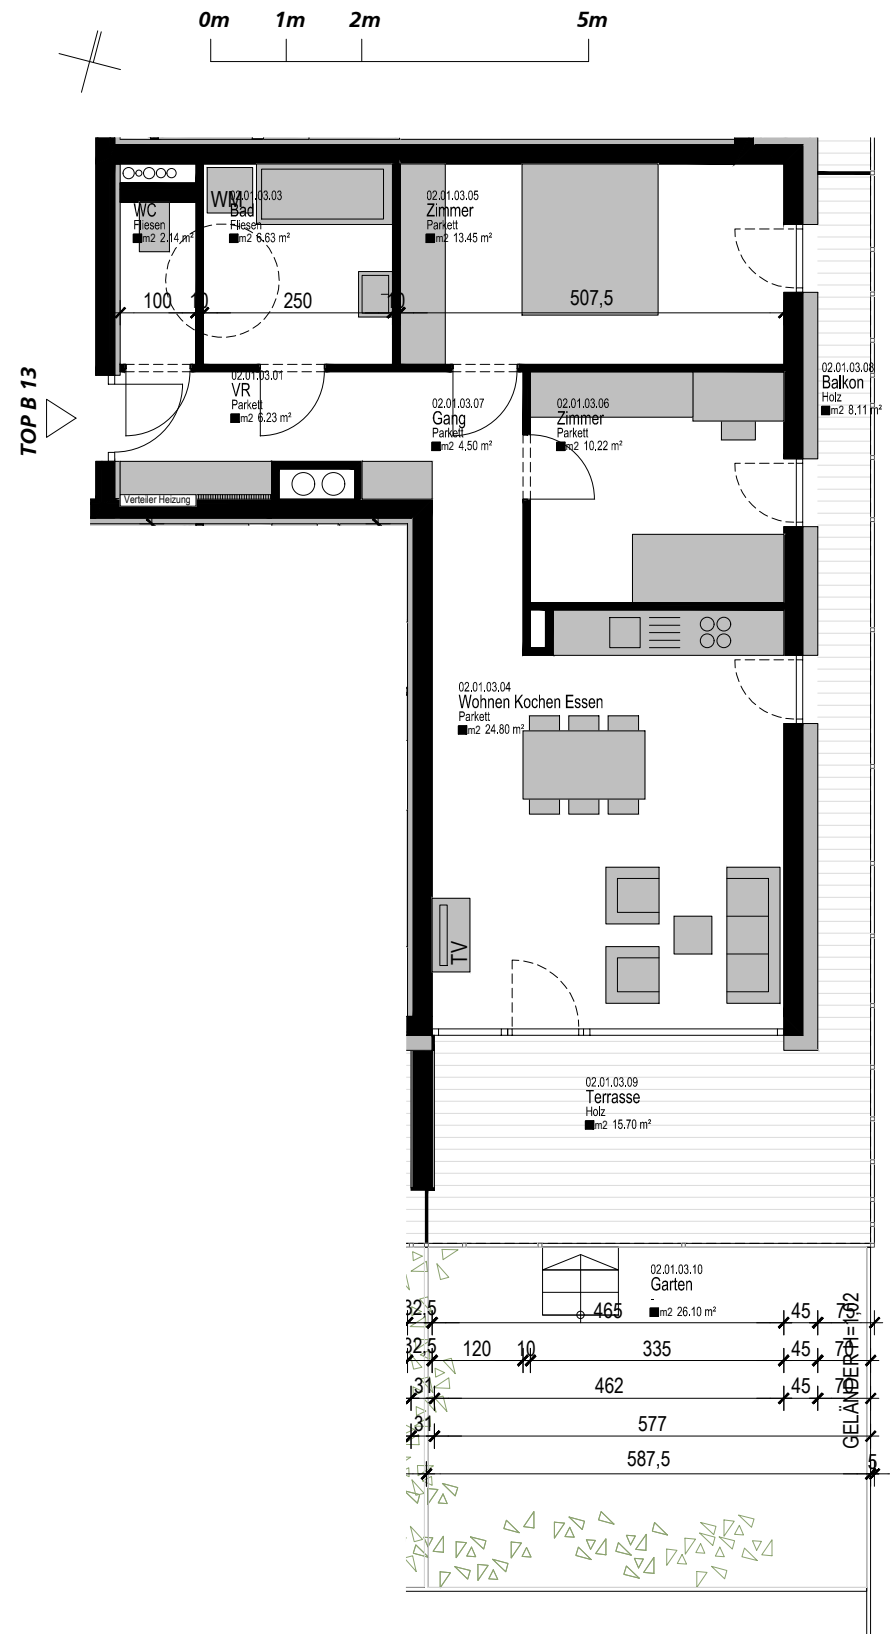 0m 1m 2m 5m
WM
WC
Fliesen
m2 2.14 m²
02.01.03.03
Bad
Fliesen
m2 6.63 m²
02.01.03.05
Zimmer
Parkett
m2 13.45 m²
100 10 250 10 507,5
TOP B 13
02.01.03.01
VR
Parkett
m2 6.23 m²
02.01.03.07
Gang
Parkett
m2 4,50 m²
02.01.03.06
Zimmer
Parkett
m2 10,22 m²
02.01.03.08
Balkon
Holz
m2 8,11 m²
Verteiler Heizung
02.01.03.04
Wohnen Kochen Essen
Parkett
m2 24.80 m²
TV
02.01.03.09
Terrasse
Holz
m2 15.70 m²
02.01.03.10
Garten
-
m2 26.10 m²
32,5 465 45 75
32,5 120 10 335 45 70
31 462 45 70
31 577
587,5 5
GELÄNDER H=1,02